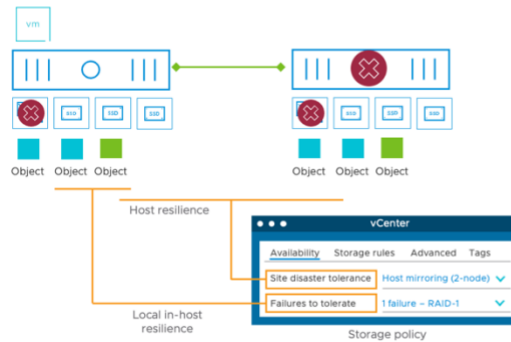 vm
SSD SSD SSD
SSD SSD SSD
Object Object Object
Object Object Object
Host resilience
vCenter
Availability Storage rules Advanced Tags
Site disaster tolerance Host mirroring (2-node)
Failures to tolerate 1 failure – RAID-1
Local in-host
resilience
Storage policy